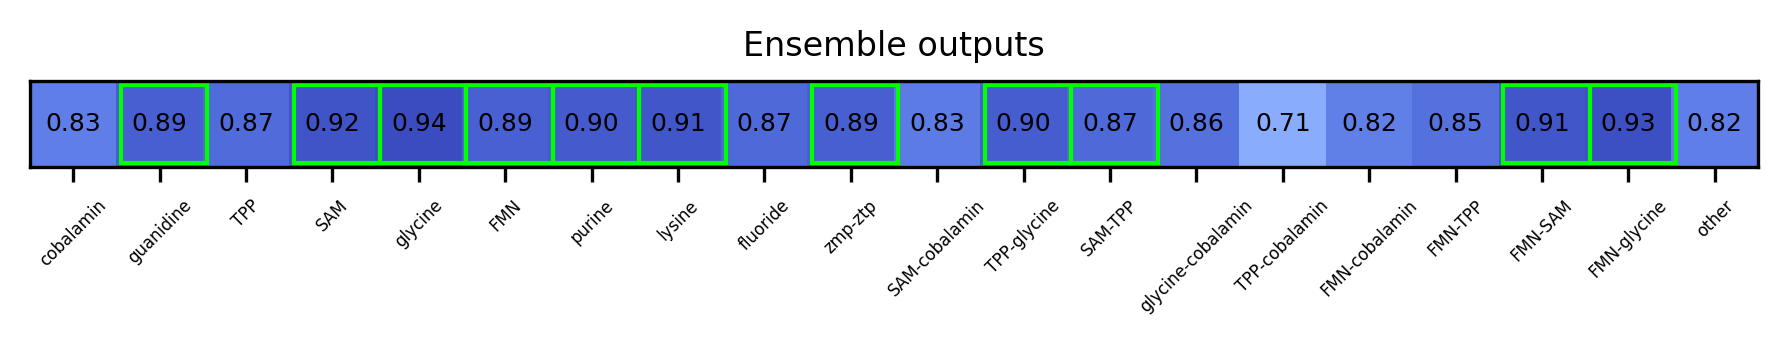 Ensemble outputs
0.83 0.89 0.87 0.92 0.94 0.89 0.90 0.91 0.87 0.89 0.83 0.90 0.87 0.86 0.71 0.82 0.85 0.91 0.93 0.82
cobalamin guanidine TPP SAM glycine FMN purine lysine fluoride zmp-ztp SAM-cobalamin TPP-glycine SAM-TPP glycine-cobalamin TPP-cobalamin FMN-cobalamin FMN-TPP FMN-SAM FMN-glycine other